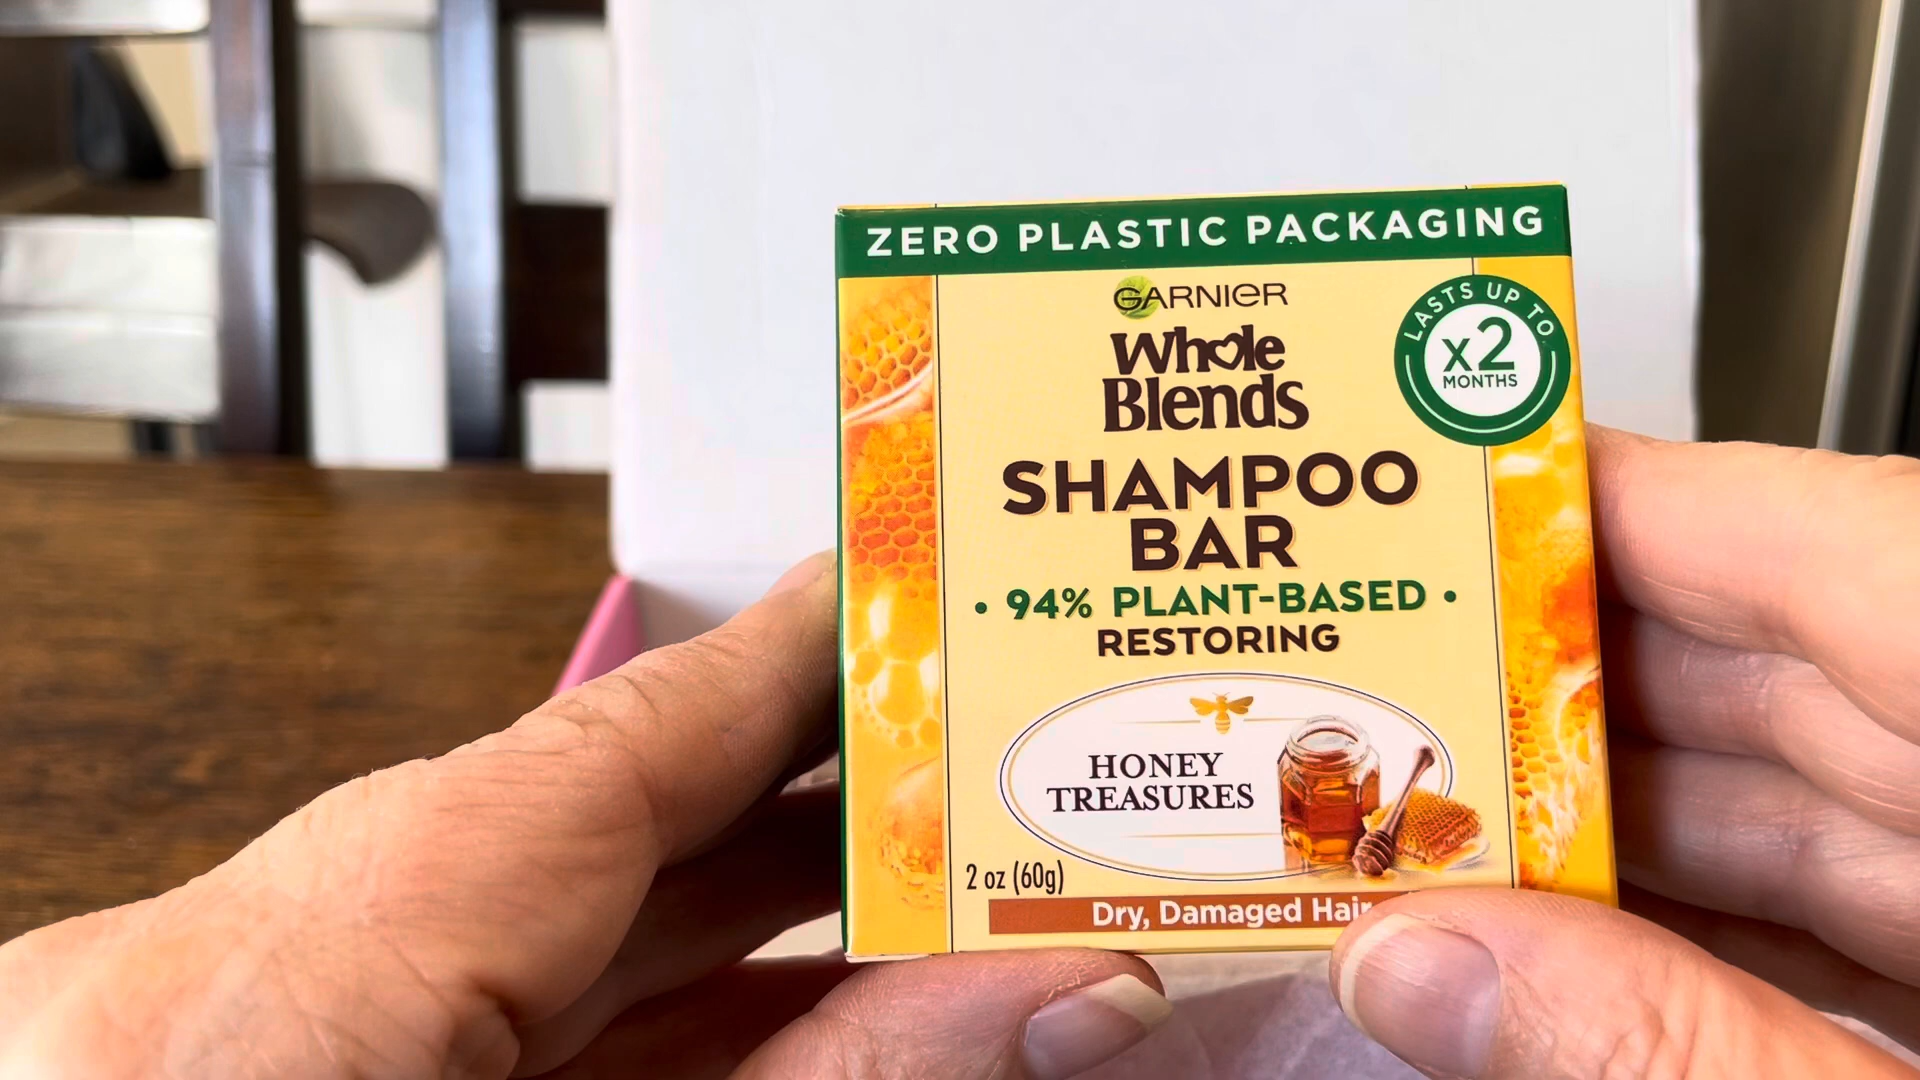 ZERO PLASTIC PACKAGING
GARNIER
Whole
Blends
LASTS UP TO
x2
MONTHS
SHAMPOO
BAR
• 94% PLANT-BASED •
RESTORING
HONEY
TREASURES
2 oz (60g)
Dry, Damaged Hair